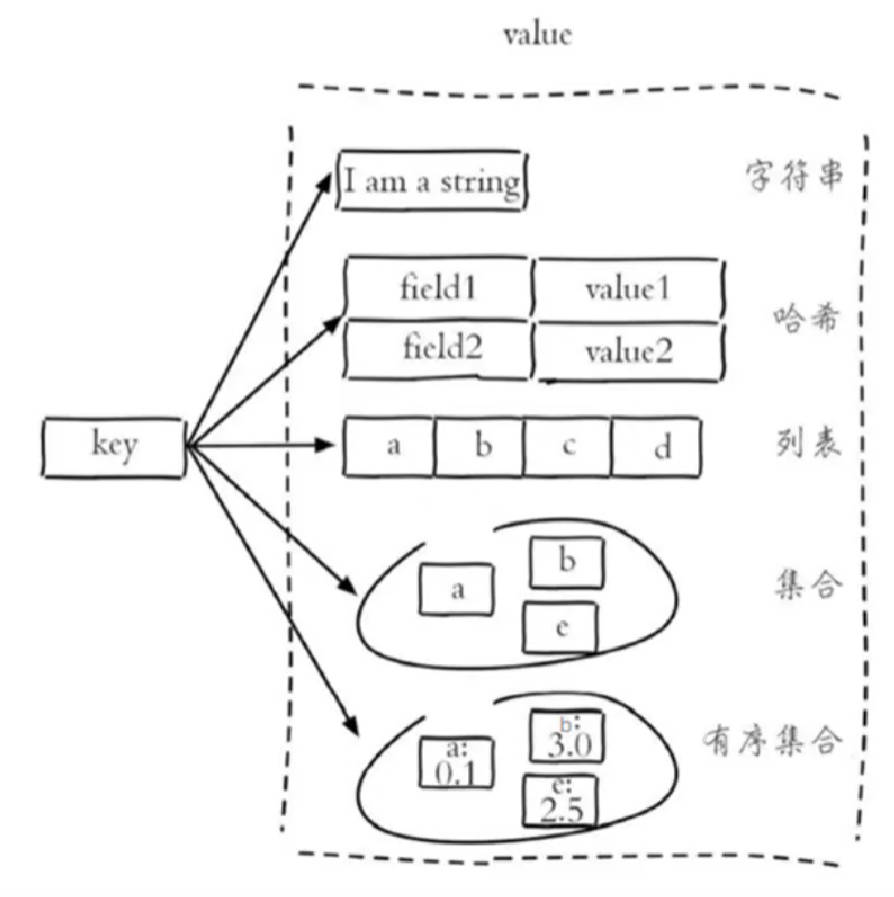 value
I am a string
字符串
field1 value1
哈希
field2 value2
key
a b c d
列表
b
a
集合
e
b:
3.0
有序集合
a:
0.1
e:
2.5